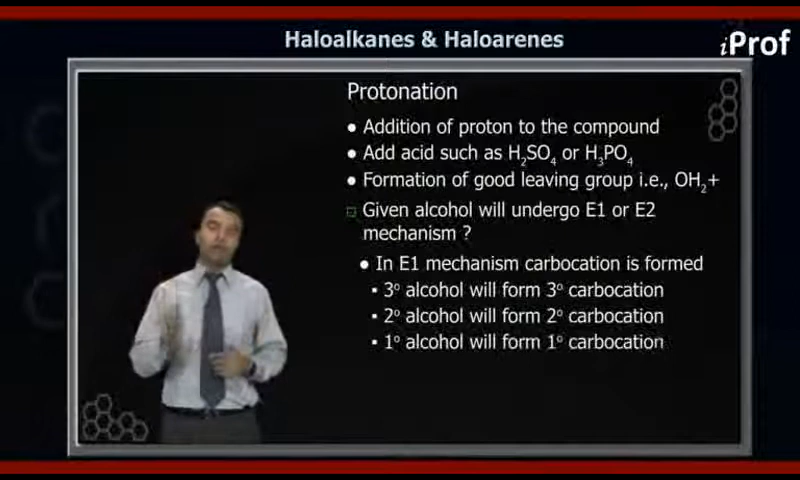 Haloalkanes & Haloarenes
iProf
Protonation
● Addition of proton to the compound
● Add acid such as H₂SO₄ or H₃PO₄
● Formation of good leaving group i.e., OH₂+
□ Given alcohol will undergo E1 or E2
mechanism ?
● In E1 mechanism carbocation is formed
▪ 3° alcohol will form 3° carbocation
▪ 2° alcohol will form 2° carbocation
▪ 1° alcohol will form 1° carbocation